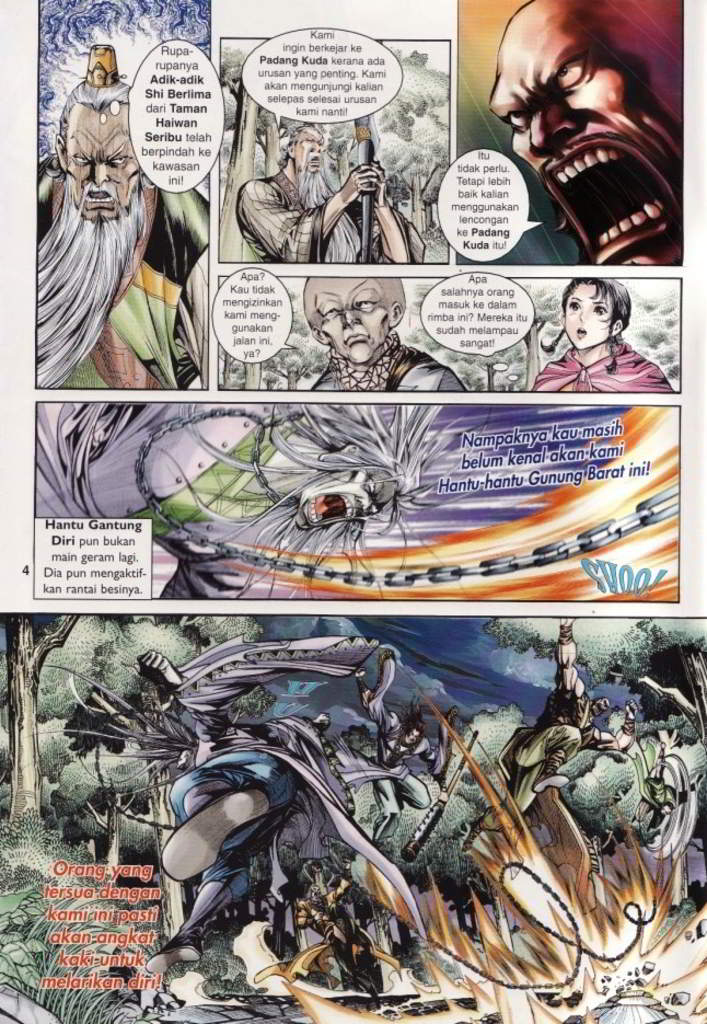 Rupa-
rupanya
Adik-adik
Shi Berlima
dari Taman
Haiwan
Seribu telah
berpindah ke
kawasan
ini!
Kami
ingin berkejar ke
Padang Kuda kerana ada
urusan yang penting. Kami
akan mengunjungi kalian
selepas selesai urusan
kami nanti!
Itu
tidak perlu.
Tetapi lebih
baik kalian
menggunakan
lencongan
ke Padang
Kuda itu!
Apa?
Kau tidak
mengizinkan
kami meng-
gunakan
jalan ini,
ya?
Apa
salahnya orang
masuk ke dalam
rimba ini? Mereka itu
sudah melampau
sangat!
Nampaknya kau masih
belum kenal akan kami
Hantu-hantu Gunung Barat ini!
Hantu Gantung
Diri pun bukan
main geram lagi.
Dia pun mengaktif-
kan rantai besinya.
4
Orang yang
tersua dengan
kami ini pasti
akan angkat
kaki untuk
melarikan diri!